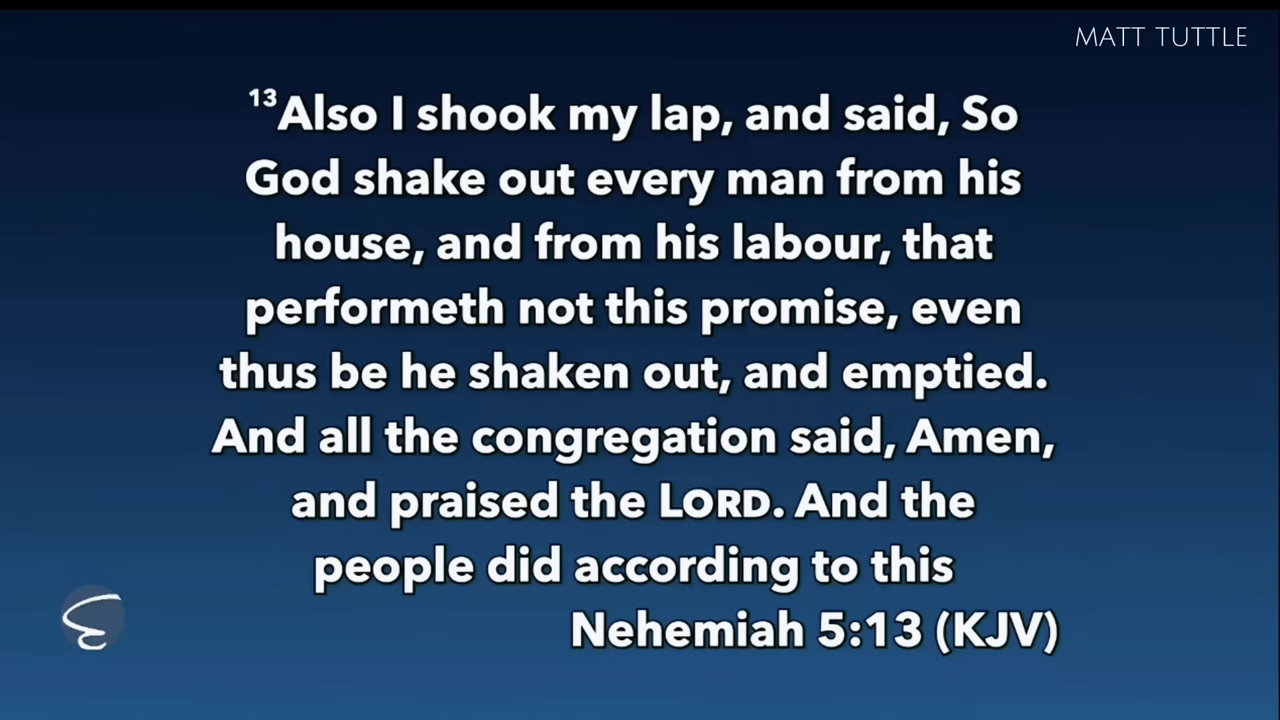 MATT TUTTLE
¹³Also I shook my lap, and said, So
God shake out every man from his
house, and from his labour, that
performeth not this promise, even
thus be he shaken out, and emptied.
And all the congregation said, Amen,
and praised the LORD. And the
people did according to this
Nehemiah 5:13 (KJV)